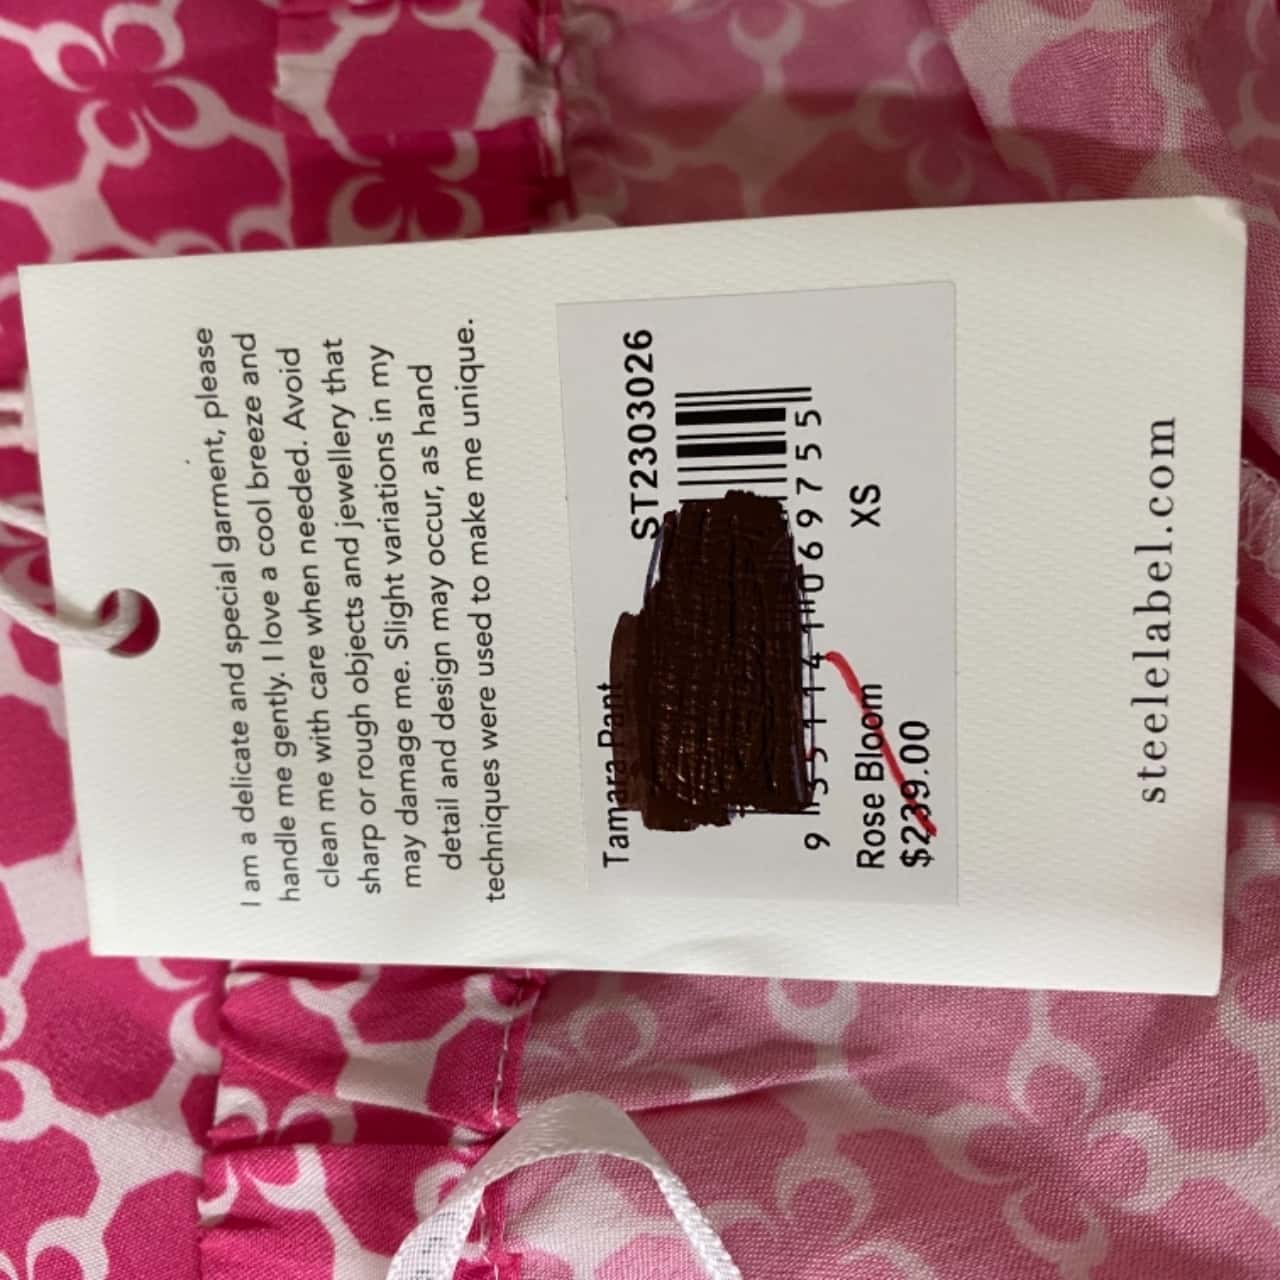 I am a delicate and special garment, please
handle me gently. I love a cool breeze and
clean me with care when needed. Avoid
sharp or rough objects and jewellery that
may damage me. Slight variations in my
detail and design may occur, as hand
techniques were used to make me unique.
Tamara Pant
ST2303026
Rose Bloom
XS
$239.00
steelelabel.com